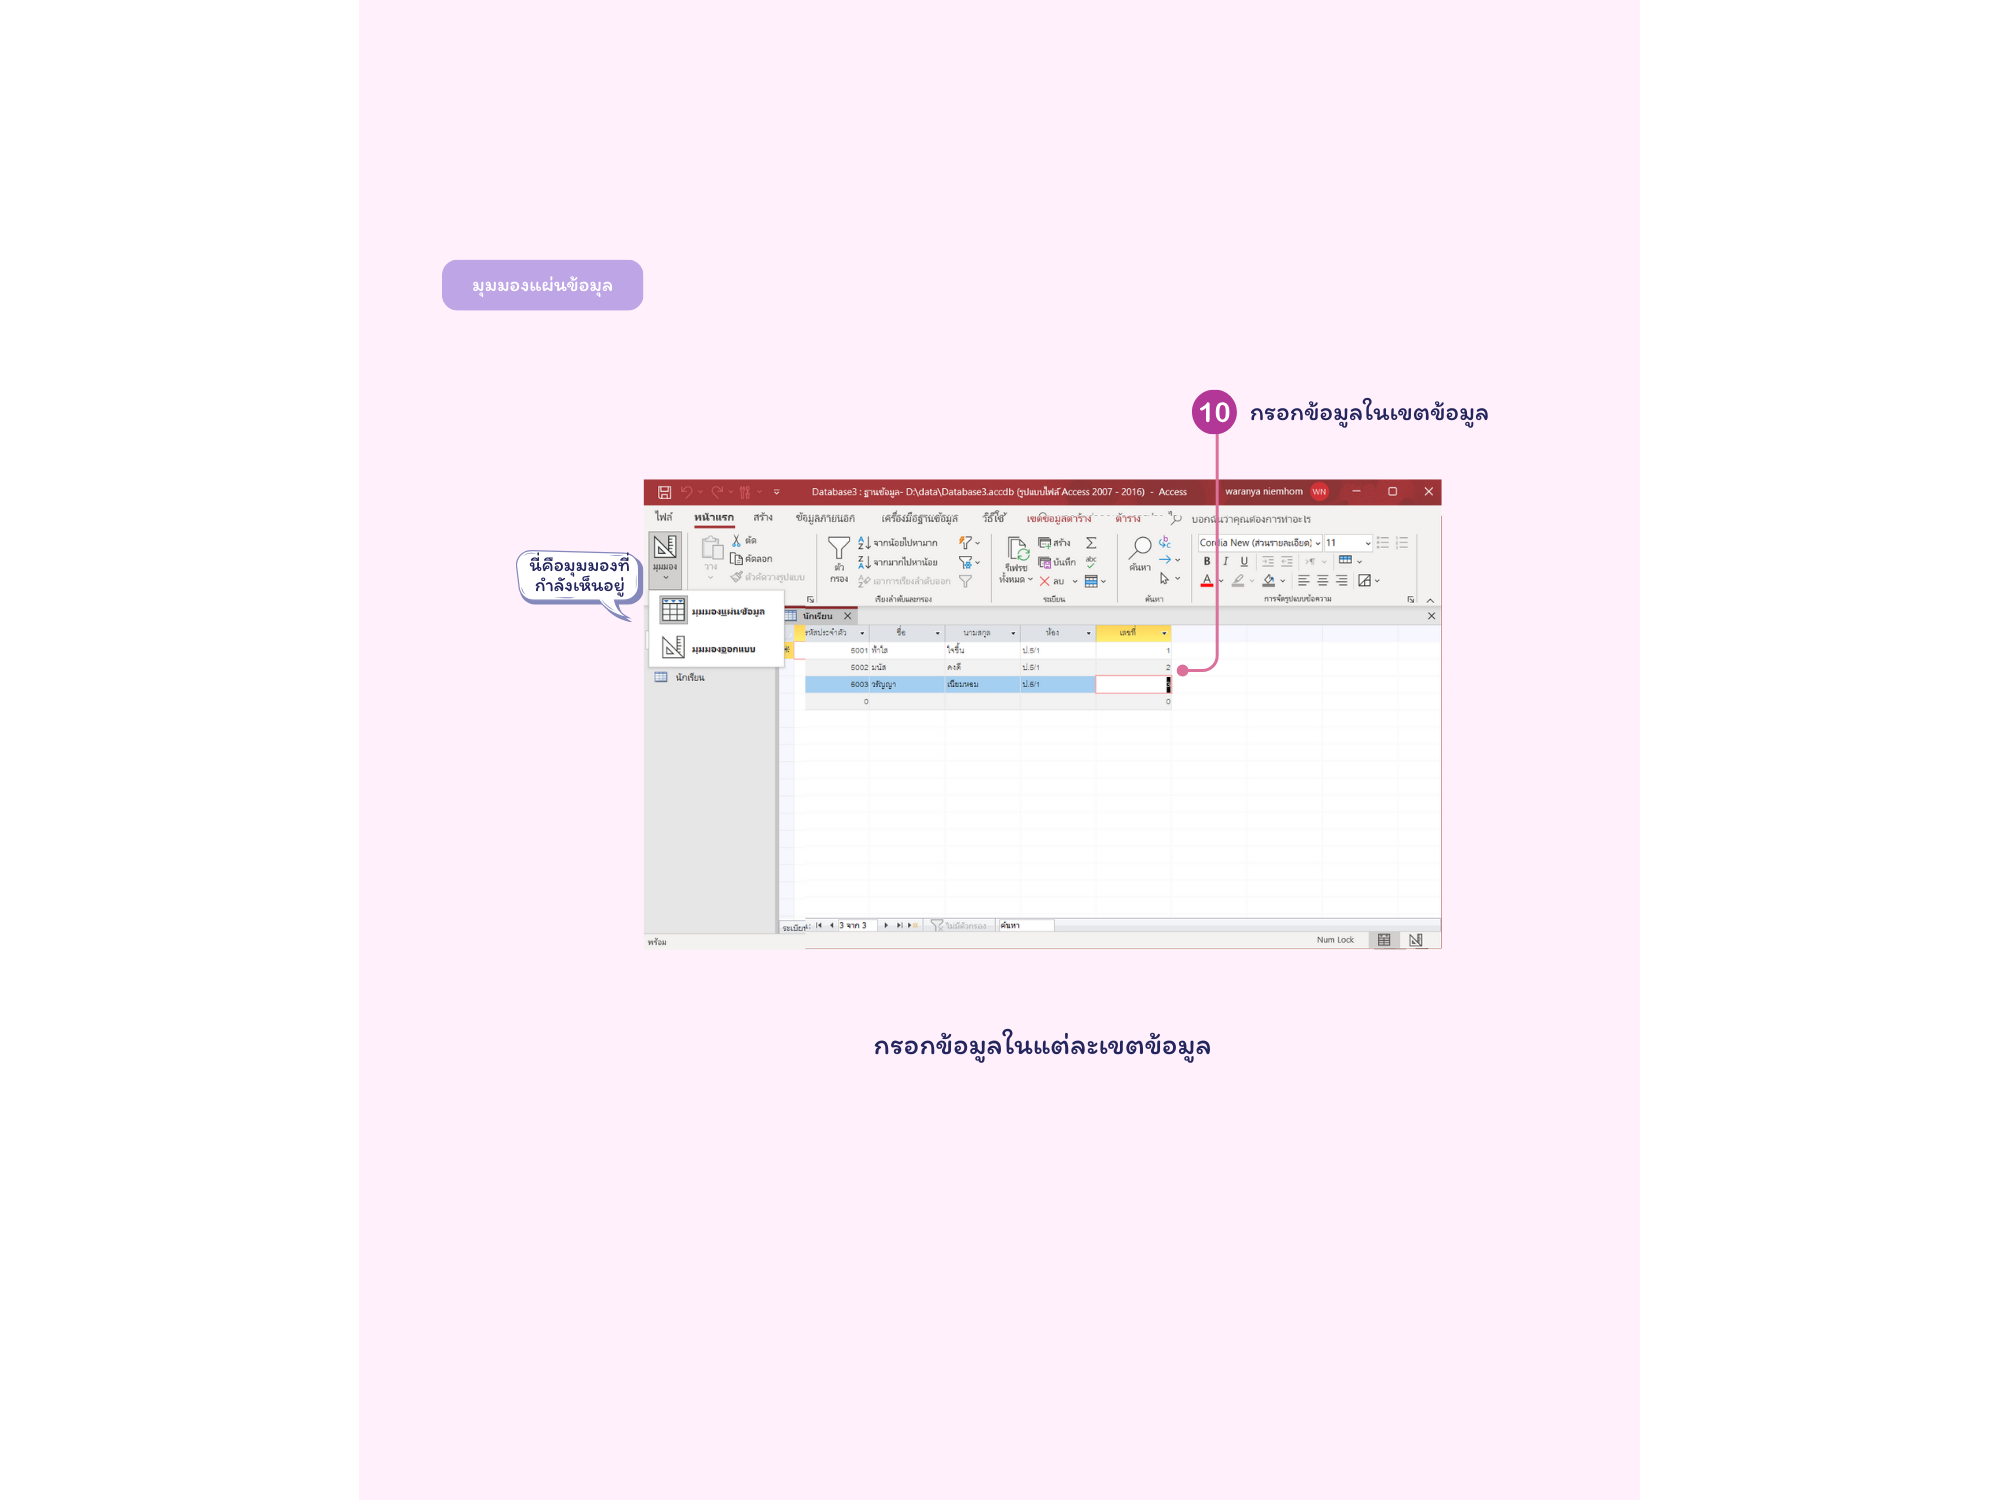 มุมมองแผ่นข้อมุล
10 กรอกข้อมูลในเขตข้อมูล
Database3 : ฐานข้อมูล- D:\data\Database3.accdb (รูปแบบไฟล์ Access 2007 - 2016) - Access
waranya niemhom WN
ไฟล์ หน้าแรก สร้าง ข้อมูลภายนอก เครื่องมือฐานข้อมูล วิธีใช้ เขตข้อมูลตาราง ตาราง บอกฉันว่าคุณต้องการทำอะไร
นี่คือมุมมองที่
กำลังเห็นอยู่
มุมมอง
วาง
ตัด
คัดลอก
ตัวคัดวางรูปแบบ
ตัว
กรอง
จากน้อยไปหามาก
จากมากไปหาน้อย
เอาการเรียงลำดับออก
เรียงลำดับและกรอง
รีเฟรช
ทั้งหมด
สร้าง
บันทึก
ลบ
ระเบียน
ค้นหา
ค้นหา
Cordia New (ส่วนรายละเอียด) 11
B I U
การจัดรูปแบบข้อความ
มุมมองแผ่นข้อมูล
มุมมองออกแบบ
นักเรียน
นักเรียน
รหัสประจำตัว ชื่อ นามสกุล ห้อง เลขที่
5001 ฟ้าใส ใจชื้น ป.5/1 1
5002 มนัส คงดี ป.5/1 2
5003 วรัญญา เนียมหอม ป.5/1
0 0
ระเบียน: 3 จาก 3 ไม่มีตัวกรอง ค้นหา
พร้อม
Num Lock
กรอกข้อมูลในแต่ละเขตข้อมูล